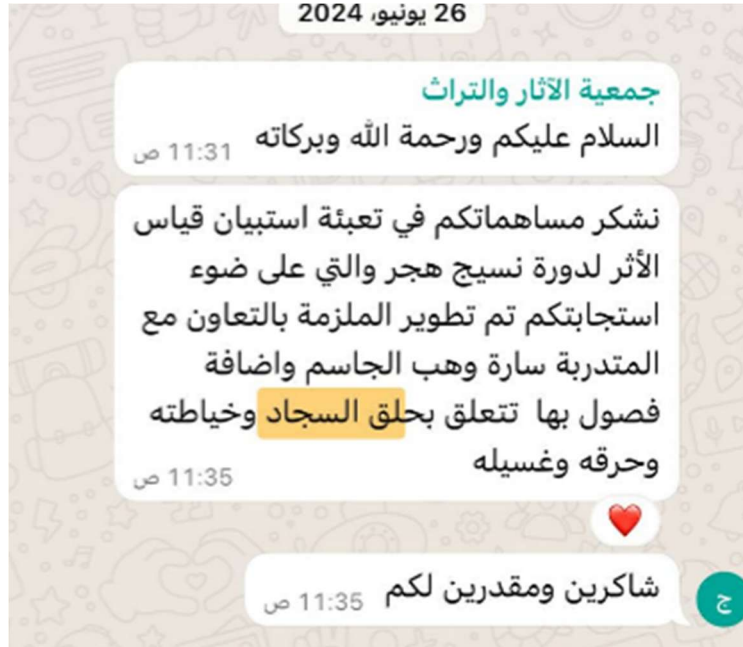 26 يونيو، 2024
جمعية الآثار والتراث
السلام عليكم ورحمة الله وبركاته
11:31 ص
نشكر مساهماتكم في تعبئة استبيان قياس
الأثر لدورة نسيج هجر والتي على ضوء
استجابتكم تم تطوير الملزمة بالتعاون مع
المتدربة سارة وهب الجاسم واضافة
فصول بها تتعلق بحلق السجاد وخياطته
وحرقه وغسيله
11:35 ص
شاكرين ومقدرين لكم
11:35 ص
ج